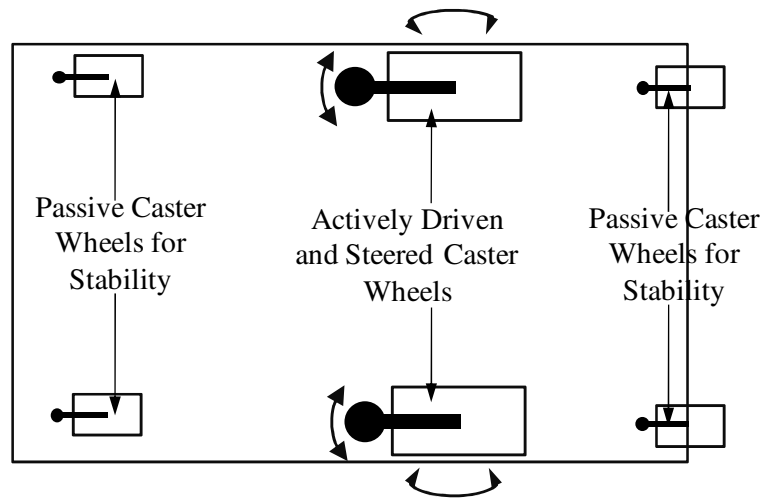 Passive Caster
Wheels for
Stability
Actively Driven
and Steered Caster
Wheels
Passive Caster
Wheels for
Stability